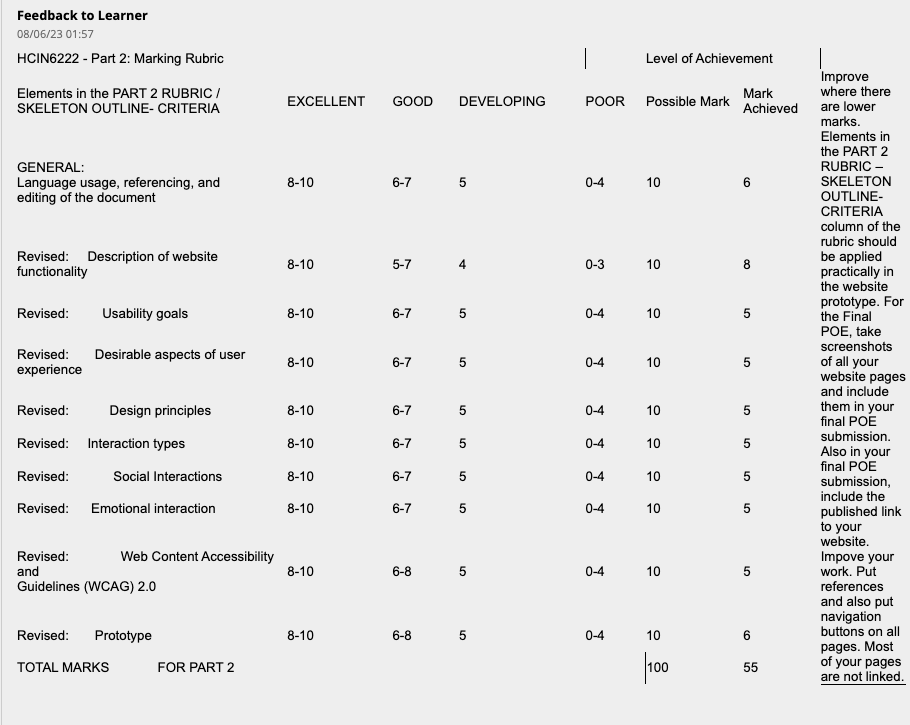 Feedback to Learner
08/06/23 01:57
HCIN6222 - Part 2: Marking Rubric Level of Achievement
Elements in the PART 2 RUBRIC /
SKELETON OUTLINE- CRITERIA EXCELLENT GOOD DEVELOPING POOR Possible Mark Mark
Achieved
GENERAL:
Language usage, referencing, and
editing of the document 8-10 6-7 5 0-4 10 6
Revised: Description of website
functionality 8-10 5-7 4 0-3 10 8
Revised: Usability goals 8-10 6-7 5 0-4 10 5
Revised: Desirable aspects of user
experience 8-10 6-7 5 0-4 10 5
Revised: Design principles 8-10 6-7 5 0-4 10 5
Revised: Interaction types 8-10 6-7 5 0-4 10 5
Revised: Social Interactions 8-10 6-7 5 0-4 10 5
Revised: Emotional interaction 8-10 6-7 5 0-4 10 5
Revised: Web Content Accessibility
and
Guidelines (WCAG) 2.0 8-10 6-8 5 0-4 10 5
Revised: Prototype 8-10 6-8 5 0-4 10 6
TOTAL MARKS FOR PART 2 100 55
Improve
where there
are lower
marks.
Elements in
the PART 2
RUBRIC –
SKELETON
OUTLINE-
CRITERIA
column of the
rubric should
be applied
practically in
the website
prototype. For
the Final
POE, take
screenshots
of all your
website pages
and include
them in your
final POE
submission.
Also in your
final POE
submission,
include the
published link
to your
website.
Impove your
work. Put
references
and also put
navigation
buttons on all
pages. Most
of your pages
are not linked.